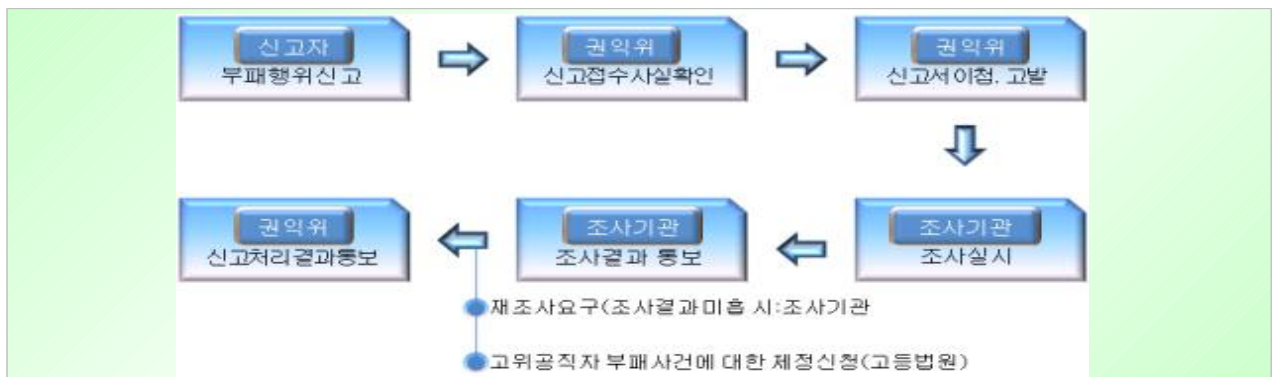 신고자
부패행위신고
권익위
신고접수사실확인
권익위
신고서이첩. 고발
조사기관
조사실시
조사기관
조사결과 통보
권익위
신고처리결과통보
재조사요구(조사결과미흡 시:조사기관
고위공직자 부패사건에 대한 제정신청(고등법원)